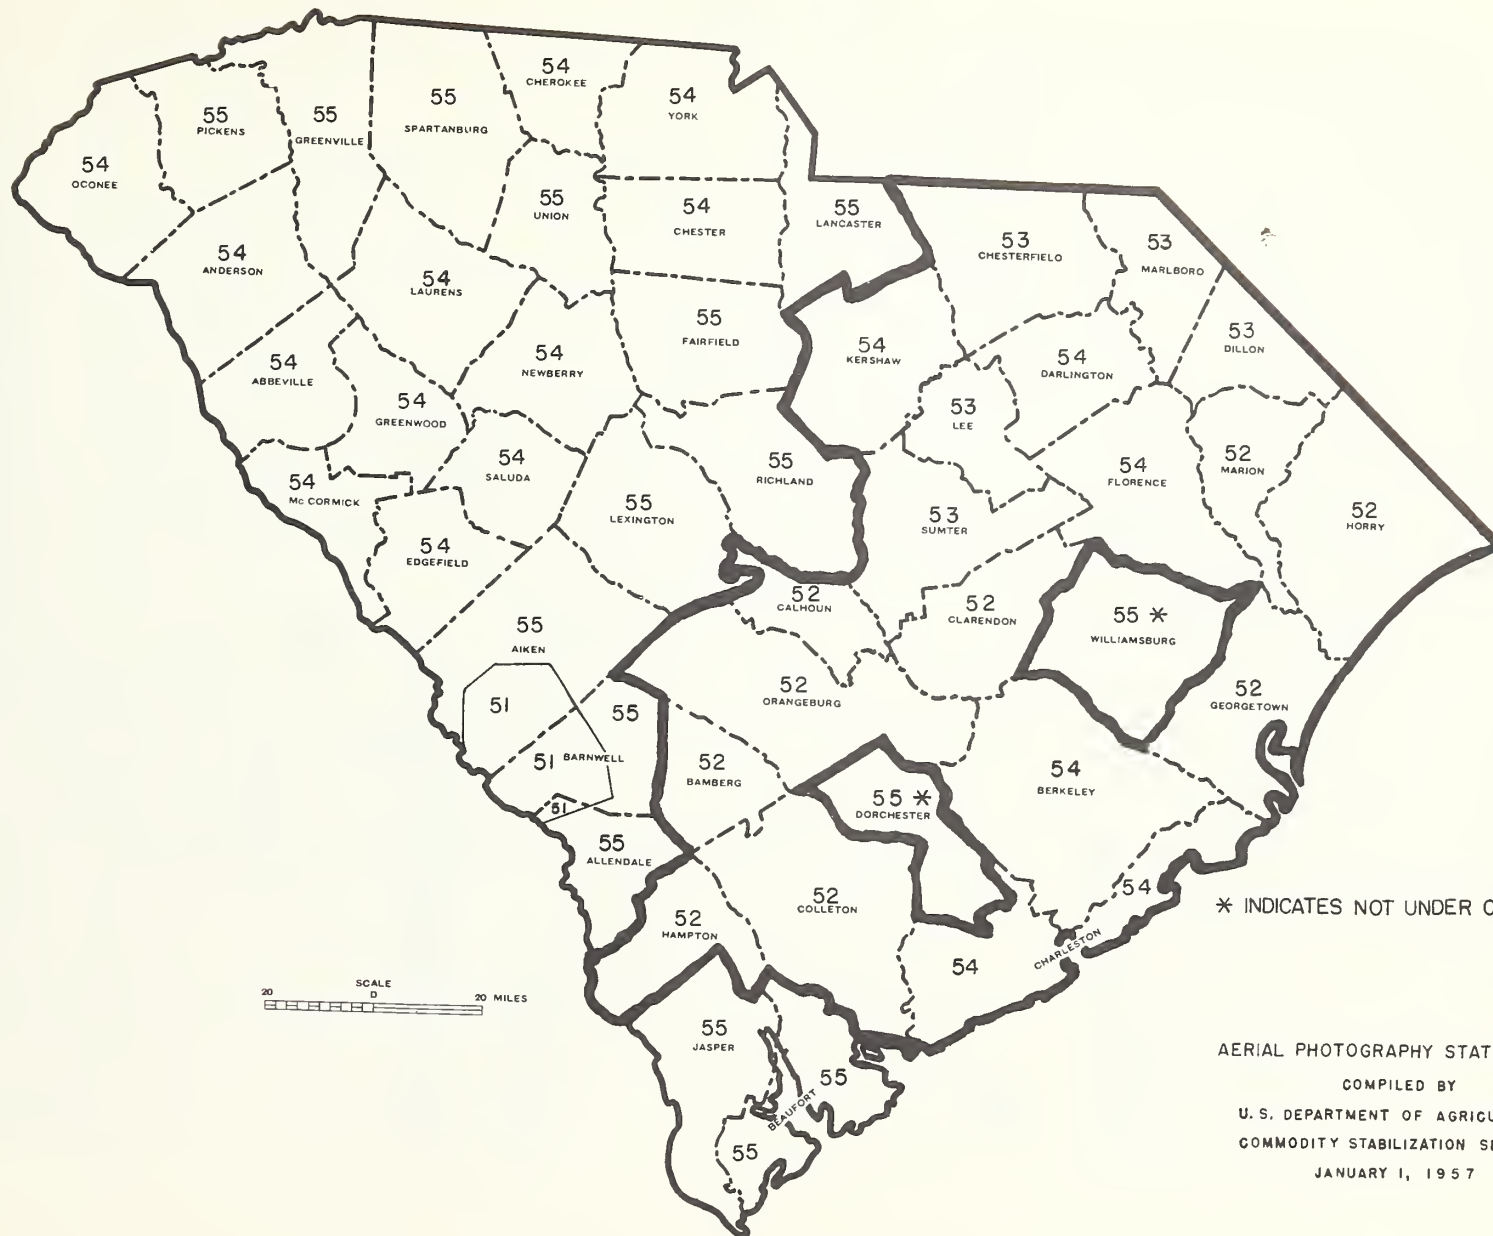 54
CHEROKEE
54
YORK
55
PICKENS
55
GREENVILLE
55
SPARTANBURG
54
OCONEE
55
UNION
54
CHESTER
55
LANCASTER
53
CHESTERFIELD
53
MARLBORO
54
ANDERSON
54
LAURENS
55
FAIRFIELD
54
KERSHAW
53
DILLON
54
ABBEVILLE
54
NEWBERRY
54
DARLINGTON
54
GREENWOOD
53
LEE
54
Mc CORMICK
54
SALUDA
55
RICHLAND
54
FLORENCE
52
MARION
52
HORRY
55
LEXINGTON
53
SUMTER
54
EDGEFIELD
52
CALHOUN
52
CLARENDON
55 *
WILLIAMSBURG
55
AIKEN
52
ORANGEBURG
52
GEORGETOWN
51
55
51 BARNWELL
52
BAMBERG
54
BERKELEY
51
55 *
DORCHESTER
55
ALLENDALE
52
COLLETON
54
* INDICATES NOT UNDER
52
HAMPTON
54
CHARLESTON
SCALE
20 0 20 MILES
55
JASPER
55
BEAUFORT
55
AERIAL PHOTOGRAPHY STAT
COMPILED BY
U. S. DEPARTMENT OF AGRICU
COMMODITY STABILIZATION SE
JANUARY 1, 1957